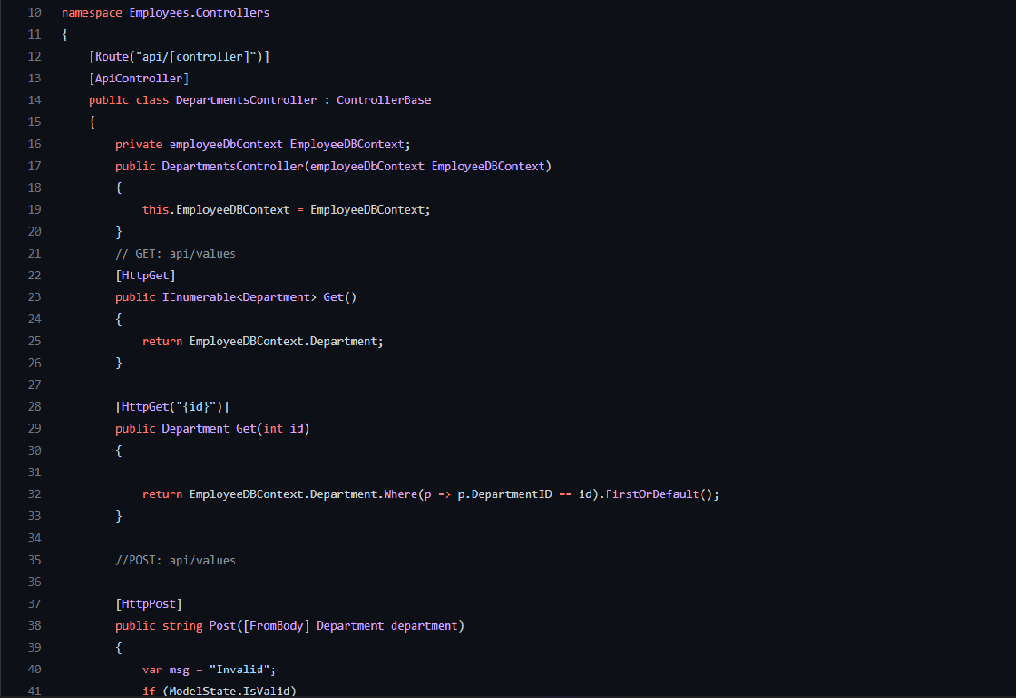 10 namespace Employees.Controllers
11 {
12 [Route("api/[controller]")]
13 [ApiController]
14 public class DepartmentsController : ControllerBase
15 {
16 private employeeDbContext EmployeeDBContext;
17 public DepartmentsController(employeeDbContext EmployeeDBContext)
18 {
19 this.EmployeeDBContext = EmployeeDBContext;
20 }
21 // GET: api/values
22 [HttpGet]
23 public IEnumerable<Department> Get()
24 {
25 return EmployeeDBContext.Department;
26 }
27
28 [HttpGet("{id}")]
29 public Department Get(int id)
30 {
31
32 return EmployeeDBContext.Department.Where(p => p.DepartmentID == id).FirstOrDefault();
33 }
34
35 //POST: api/values
36
37 [HttpPost]
38 public string Post([FromBody] Department department)
39 {
40 var msg = "Invalid";
41 if (ModelState.IsValid)